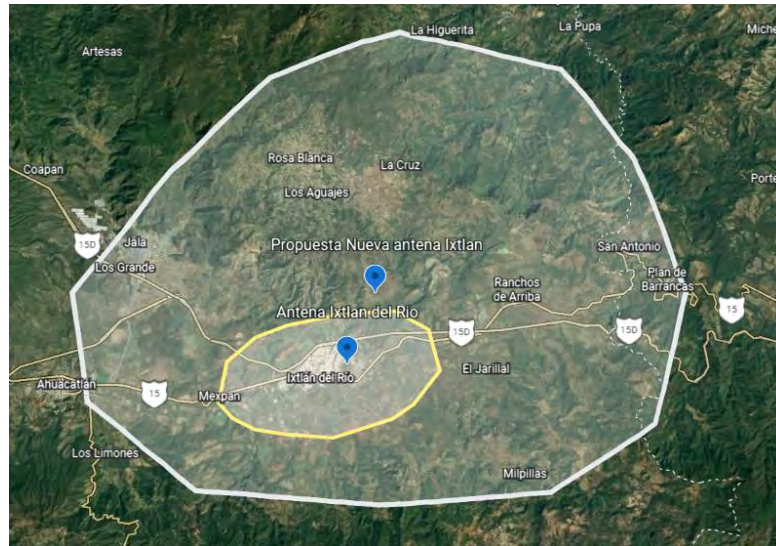 La Higuerita
La Pupa
Artesas
Rosa Blanca
La Cruz
Coapan
Los Aguajes
15D
Jala
Los Grande
Propuesta Nueva antena Ixtlan
San Antonio
Plan de
Barrancas
Ranchos
de Arriba
15
Antena Ixtlan del Rio
15D
15D
Ixtlán del Río
El Jarillal
Ahuacatlán
15
Mexpan
Los Limones
Milpillas